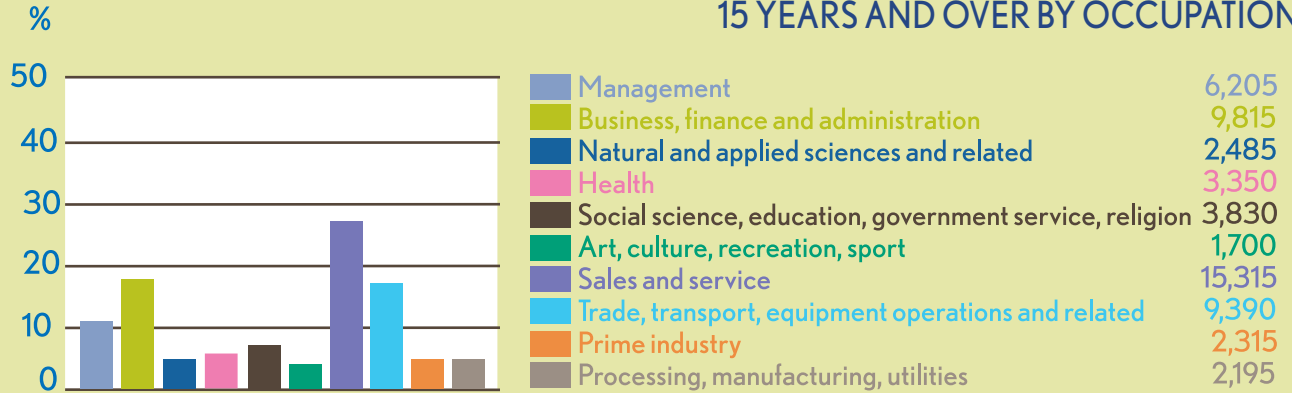 %
15 YEARS AND OVER BY OCCUPATION
50
40
30
20
10
0
Management 6,205
Business, finance and administration 9,815
Natural and applied sciences and related 2,485
Health 3,350
Social science, education, government service, religion 3,830
Art, culture, recreation, sport 1,700
Sales and service 15,315
Trade, transport, equipment operations and related 9,390
Prime industry 2,315
Processing, manufacturing, utilities 2,195